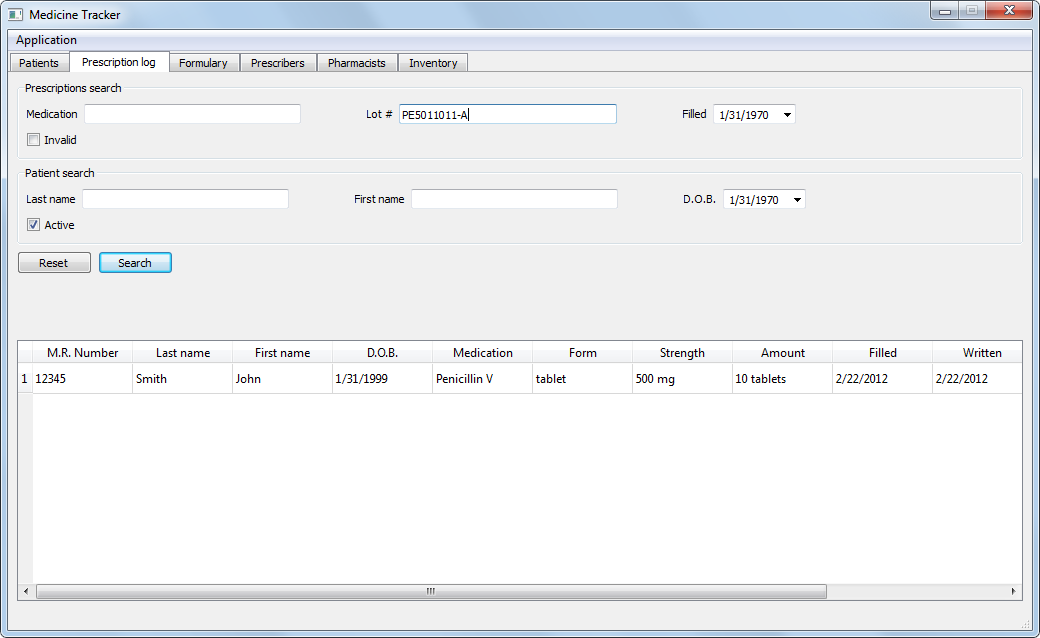 Medicine Tracker
Application
Patients Prescription log Formulary Prescribers Pharmacists Inventory
Prescriptions search
Medication Lot # PE5011011-A Filled 1/31/1970
Invalid
Patient search
Last name First name D.O.B. 1/31/1970
Active
Reset Search
M.R. Number Last name First name D.O.B. Medication Form Strength Amount Filled Written
1 12345 Smith John 1/31/1999 Penicillin V tablet 500 mg 10 tablets 2/22/2012 2/22/2012